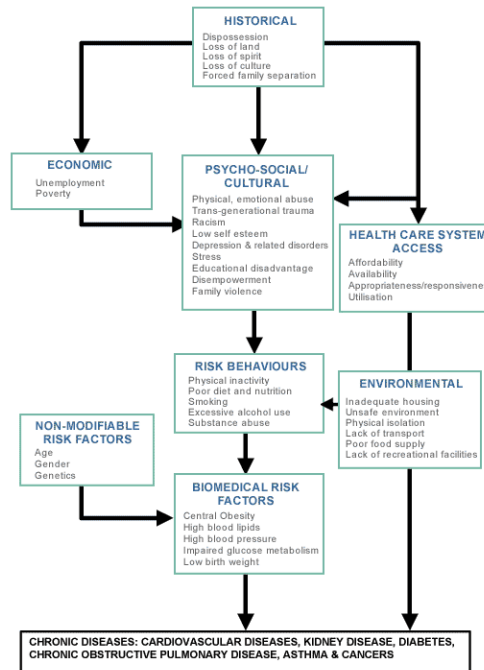 HISTORICAL
Dispossession
Loss of land
Loss of spirit
Loss of culture
Forced family separation
ECONOMIC
Unemployment
Poverty
PSYCHO-SOCIAL/
CULTURAL
Physical, emotional abuse
Trans-generational trauma
Racism
Low self esteem
Depression & related disorders
Stress
Educational disadvantage
Disempowerment
Family violence
HEALTH CARE SYSTEM
ACCESS
Affordability
Availability
Appropriateness/responsivenes
Utilisation
RISK BEHAVIOURS
Physical inactivity
Poor diet and nutrition
Smoking
Excessive alcohol use
Substance abuse
ENVIRONMENTAL
Inadequate housing
Unsafe environment
Physical isolation
Lack of transport
Poor food supply
Lack of recreational facilities
NON-MODIFIABLE
RISK FACTORS
Age
Gender
Genetics
BIOMEDICAL RISK
FACTORS
Central Obesity
High blood lipids
High blood pressure
Impaired glucose metabolism
Low birth weight
CHRONIC DISEASES: CARDIOVASCULAR DISEASES, KIDNEY DISEASE, DIABETES,
CHRONIC OBSTRUCTIVE PULMONARY DISEASE, ASTHMA & CANCERS